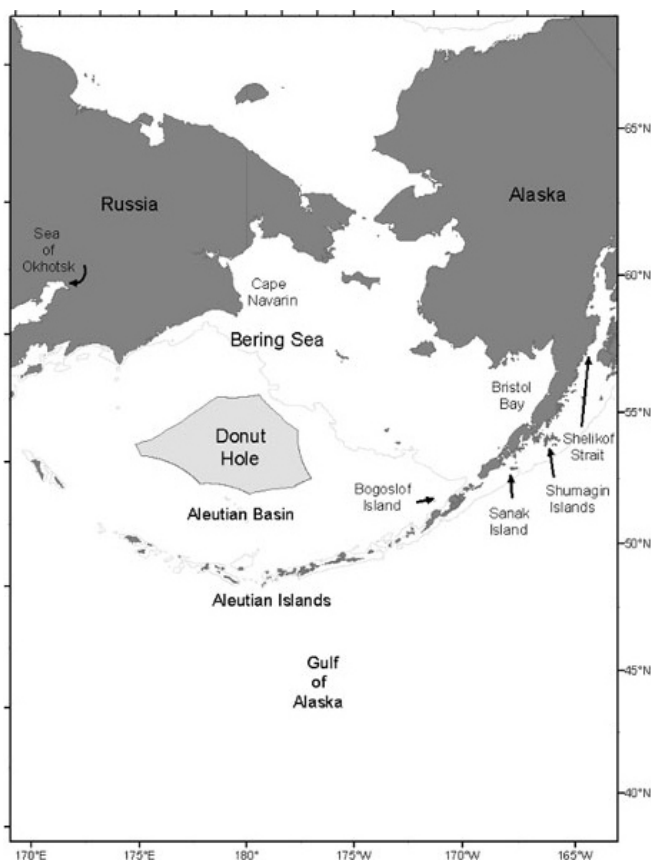 65°N
Russia
Alaska
Sea
of
Okhotsk
60°N
Cape
Navarin
Bering Sea
Bristol
Bay
55°N
Donut
Hole
Shelikof
Strait
Bogoslof
Island
Shumagin
Islands
Sanak
Island
Aleutian Basin
50°N
Aleutian Islands
Gulf
of
Alaska
45°N
40°N
170°E
175°E
180°
175°W
170°W
165°W